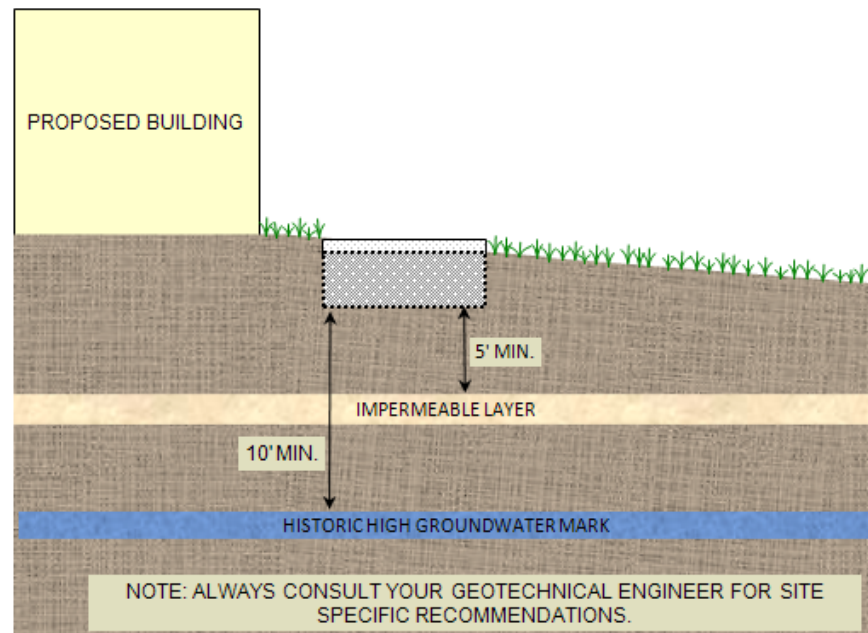 PROPOSED BUILDING
5' MIN.
IMPERMEABLE LAYER
10' MIN.
HISTORIC HIGH GROUNDWATER MARK
NOTE: ALWAYS CONSULT YOUR GEOTECHNICAL ENGINEER FOR SITE
SPECIFIC RECOMMENDATIONS.